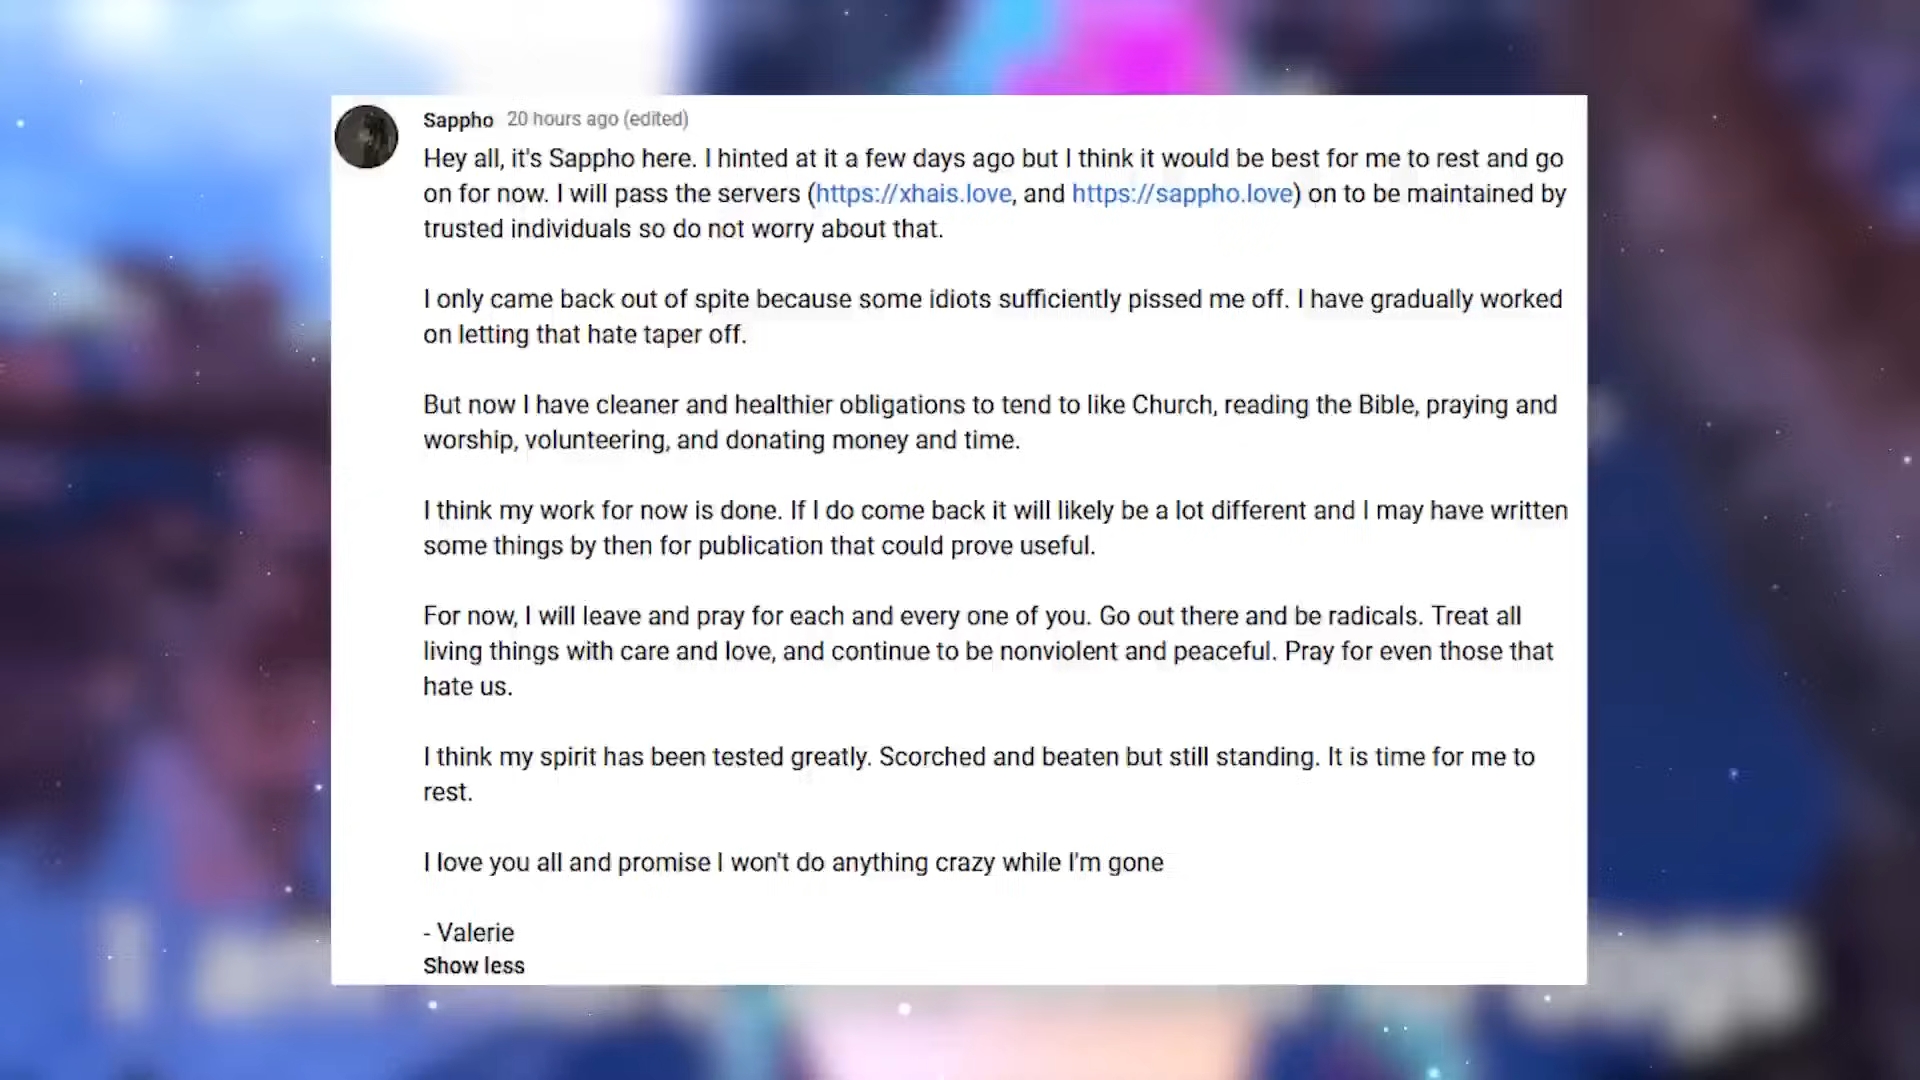 Sappho 20 hours ago (edited)
Hey all, it's Sappho here. I hinted at it a few days ago but I think it would be best for me to rest and go
on for now. I will pass the servers (https://xhais.love, and https://sappho.love) on to be maintained by
trusted individuals so do not worry about that.
I only came back out of spite because some idiots sufficiently pissed me off. I have gradually worked
on letting that hate taper off.
But now I have cleaner and healthier obligations to tend to like Church, reading the Bible, praying and
worship, volunteering, and donating money and time.
I think my work for now is done. If I do come back it will likely be a lot different and I may have written
some things by then for publication that could prove useful.
For now, I will leave and pray for each and every one of you. Go out there and be radicals. Treat all
living things with care and love, and continue to be nonviolent and peaceful. Pray for even those that
hate us.
I think my spirit has been tested greatly. Scorched and beaten but still standing. It is time for me to
rest.
I love you all and promise I won't do anything crazy while I'm gone
- Valerie
Show less